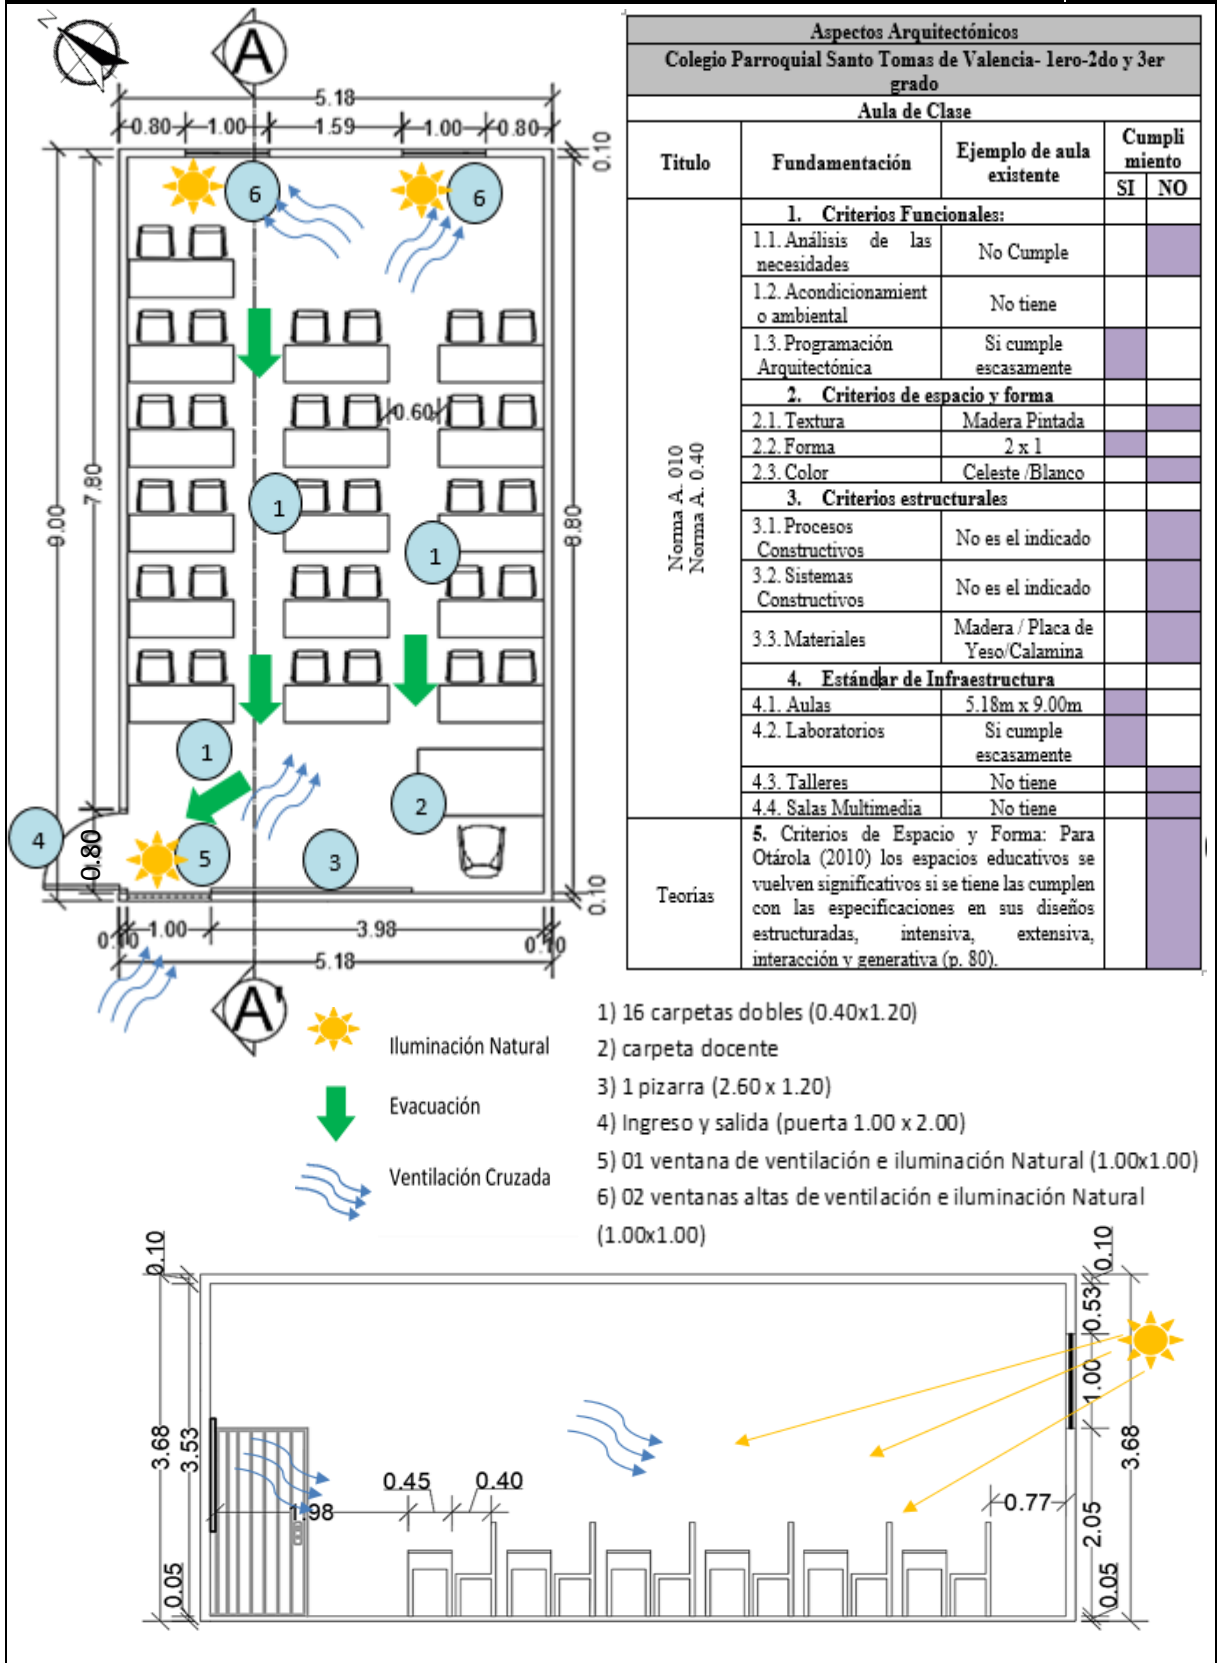 N
A
5.18
0.80
1.00
1.59
1.00
0.80
0.10
6
6
0.60
1
1
9.00
7.80
8.80
1
2
4
0.80
5
3
0.10
0.10
1.00
3.98
0.10
5.18
A'
Aspectos Arquitectónicos
Colegio Parroquial Santo Tomas de Valencia- 1ero-2do y 3er
grado
Aula de Clase
Titulo
Fundamentación
Ejemplo de aula
existente
Cumpli
miento
SI NO
Norma A. 010
Norma A. 0.40
1. Criterios Funcionales:
1.1. Análisis de las
necesidades
No Cumple
1.2. Acondicionamient
o ambiental
No tiene
1.3. Programación
Arquitectónica
Si cumple
escasamente
2. Criterios de espacio y forma
2.1. Textura
Madera Pintada
2.2. Forma
2 x 1
2.3. Color
Celeste /Blanco
3. Criterios estructurales
3.1. Procesos
Constructivos
No es el indicado
3.2. Sistemas
Constructivos
No es el indicado
3.3. Materiales
Madera / Placa de
Yeso/Calamina
4. Estándar de Infraestructura
4.1. Aulas
5.18m x 9.00m
4.2. Laboratorios
Si cumple
escasamente
4.3. Talleres
No tiene
4.4. Salas Multimedia
No tiene
Teorías
5. Criterios de Espacio y Forma: Para
Otárola (2010) los espacios educativos se
vuelven significativos si se tiene las cumplen
con las especificaciones en sus diseños
estructuradas, intensiva, extensiva,
interacción y generativa (p. 80).
Iluminación Natural
Evacuación
Ventilación Cruzada
1) 16 carpetas dobles (0.40x1.20)
2) carpeta docente
3) 1 pizarra (2.60 x 1.20)
4) Ingreso y salida (puerta 1.00 x 2.00)
5) 01 ventana de ventilación e iluminación Natural (1.00x1.00)
6) 02 ventanas altas de ventilación e iluminación Natural
(1.00x1.00)
0.10
3.68
3.53
0.05
1.98
0.45
0.40
0.77
0.10
0.53
1.00
2.05
0.05
3.68